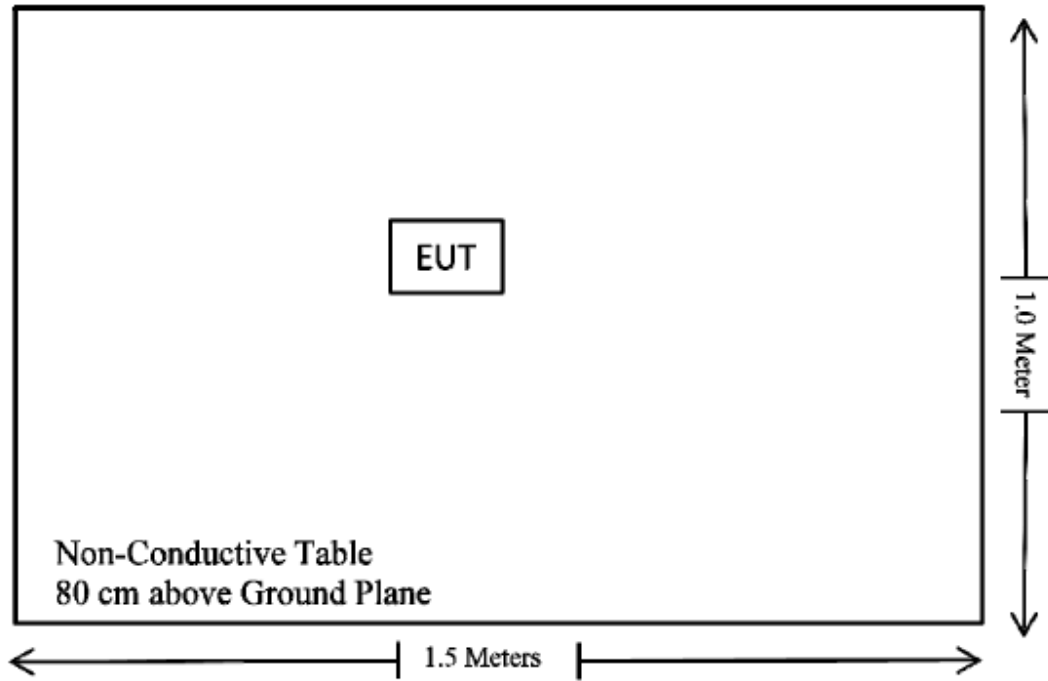 EUT
1.0 Meter
Non-Conductive Table
80 cm above Ground Plane
1.5 Meters